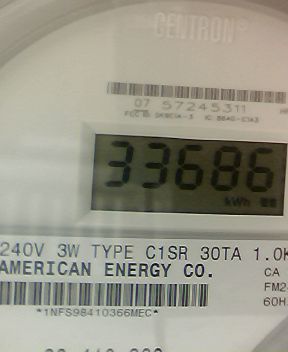 CENTRON®
07 57245311
33686
kWh
240V 3W TYPE C1SR 30TA 1.0K
AMERICAN ENERGY CO.
CA
FM2
60H
*1NFS98410366MEC*